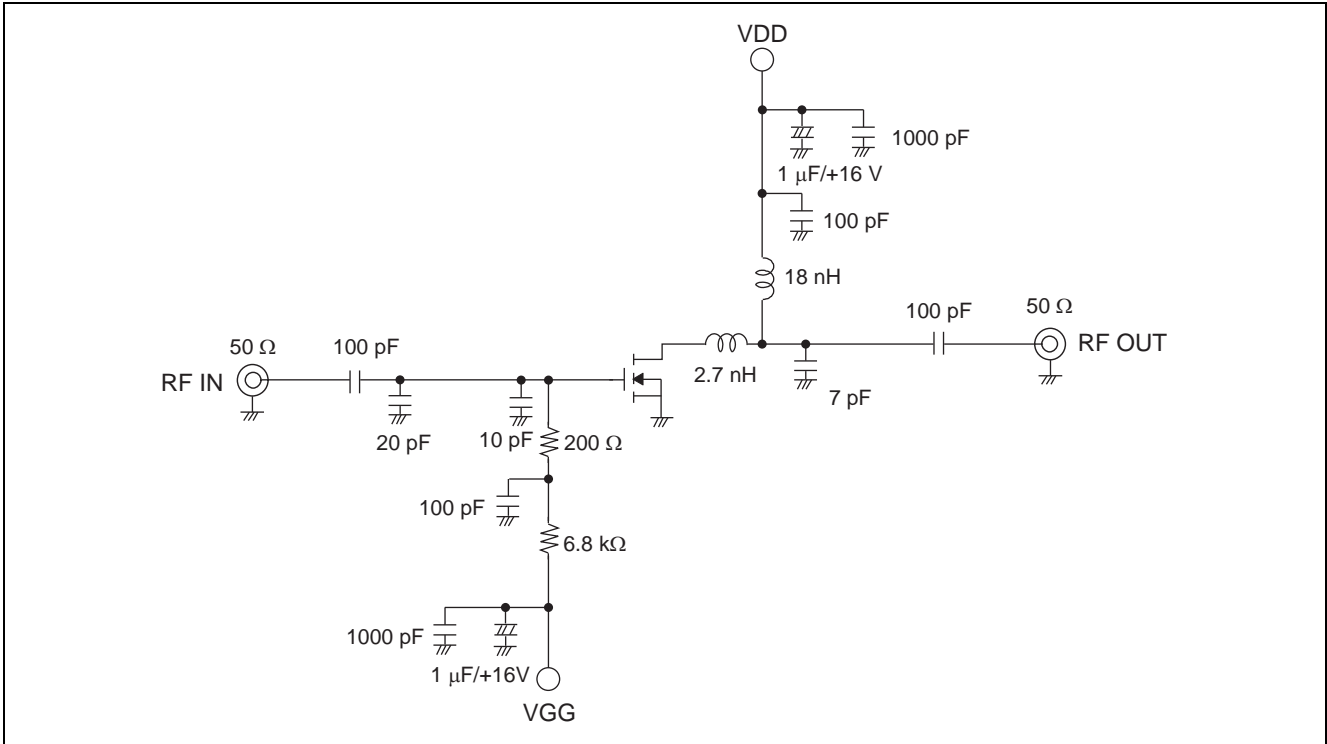 VDD
1000 pF
1 μF/+16 V
100 pF
18 nH
100 pF
50 Ω
RF OUT
2.7 nH
7 pF
50 Ω
100 pF
RF IN
20 pF
10 pF
200 Ω
100 pF
6.8 kΩ
1000 pF
1 μF/+16V
VGG